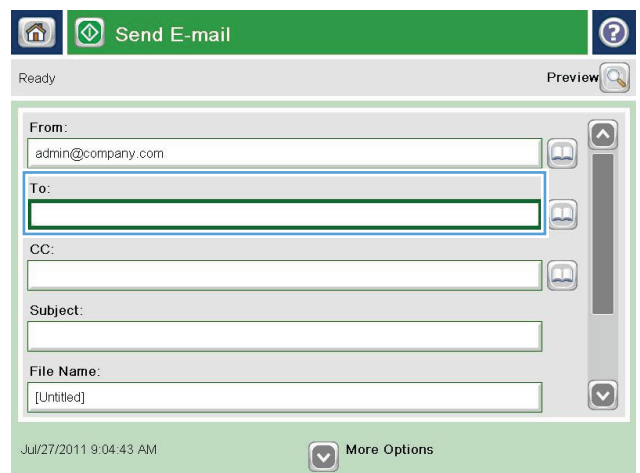 Send E-mail
?
Ready
Preview
From:
admin@company.com
To:
CC:
Subject:
File Name:
[Untitled]
Jul/27/2011 9:04:43 AM
More Options